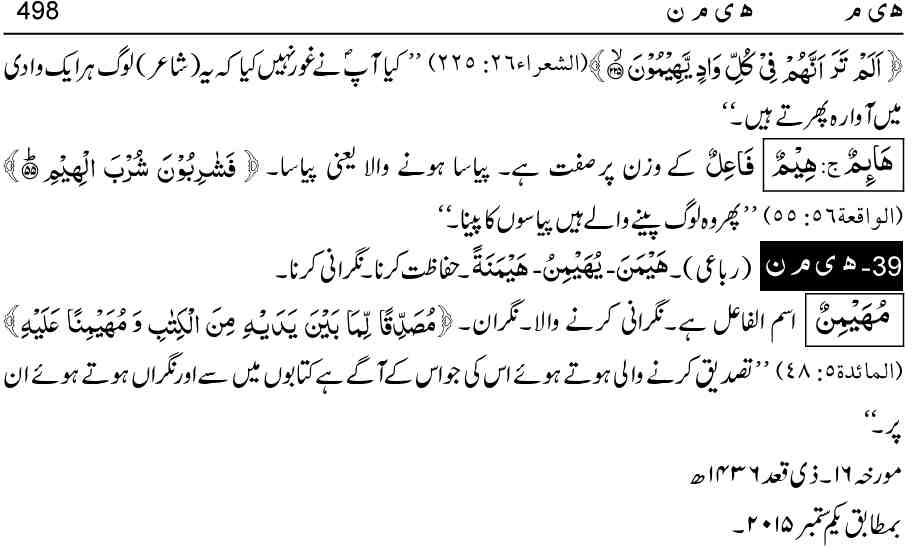 ھ ی م    ھ ی م ن    498
﴿ اَلَمْ تَرَ اَنَّهُمْ فِیْ کُلِّ وَادٍ یَّهِیْمُوْنَ ۙ﴿۲۲۵﴾ ﴾ (الشعراء۲۶: ۲۲۵) ’’کیا آپؐ نے غور نہیں کیا کہ یہ (شاعر) لوگ ہر ایک وادی
میں آوارہ پھرتے ہیں۔‘‘
هَائِمٌ ج: هِیْمٌ فَاعِلٌ کے وزن پر صفت ہے۔ پیاسا ہونے والا یعنی پیاسا۔ ﴿ فَشٰرِبُوْنَ شُرْبَ الْهِیْمِ ؕ﴿۵۵﴾ ﴾
(الواقعة۵۶: ۵۵) ’’پھر وہ لوگ پینے والے ہیں پیاسوں کا پینا۔‘‘
39- ھ ی م ن (رباعی)۔ هَیْمَنَ- یُهَیْمِنُ- هَیْمَنَةً۔ حفاظت کرنا۔ نگرانی کرنا۔
مُهَیْمِنٌ اسم الفاعل ہے۔ نگرانی کرنے والا۔ نگران۔ ﴿ مُصَدِّقًا لِّمَا بَیْنَ یَدَیْهِ مِنَ الْکِتٰبِ وَ مُهَیْمِنًا عَلَیْهِ ﴾
(المائدة۵: ۴۸) ’’تصدیق کرنے والی ہوتے ہوئے اس کی جو اس کے آگے ہے کتابوں میں سے اور نگراں ہوتے ہوئے ان
پر۔‘‘
مورخہ ۱۶۔ ذی قعد ۱۴۳۶ھ
بمطابق یکم ستمبر ۲۰۱۵۔